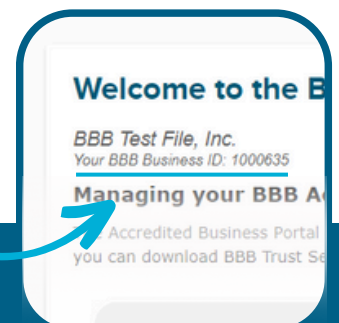 Welcome to the B
BBB Test File, Inc.
Your BBB Business ID: 1000635
Managing your BBB A
Accredited Business Portal
you can download BBB Trust Se